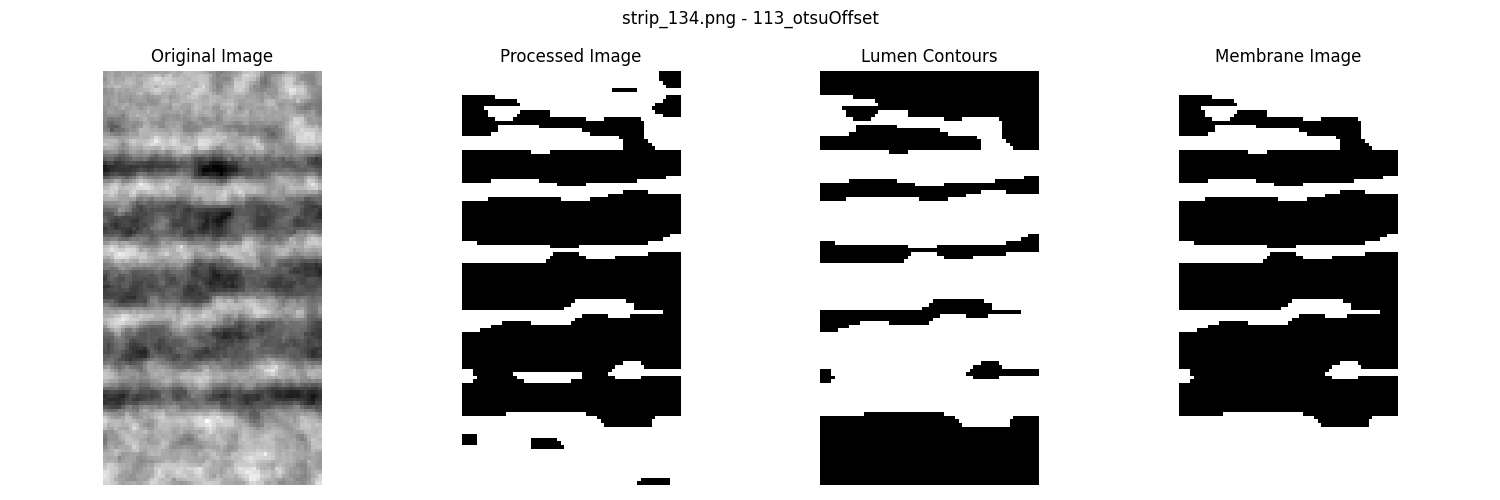 strip_134.png - 113_otsuOffset
Original Image
Processed Image
Lumen Contours
Membrane Image